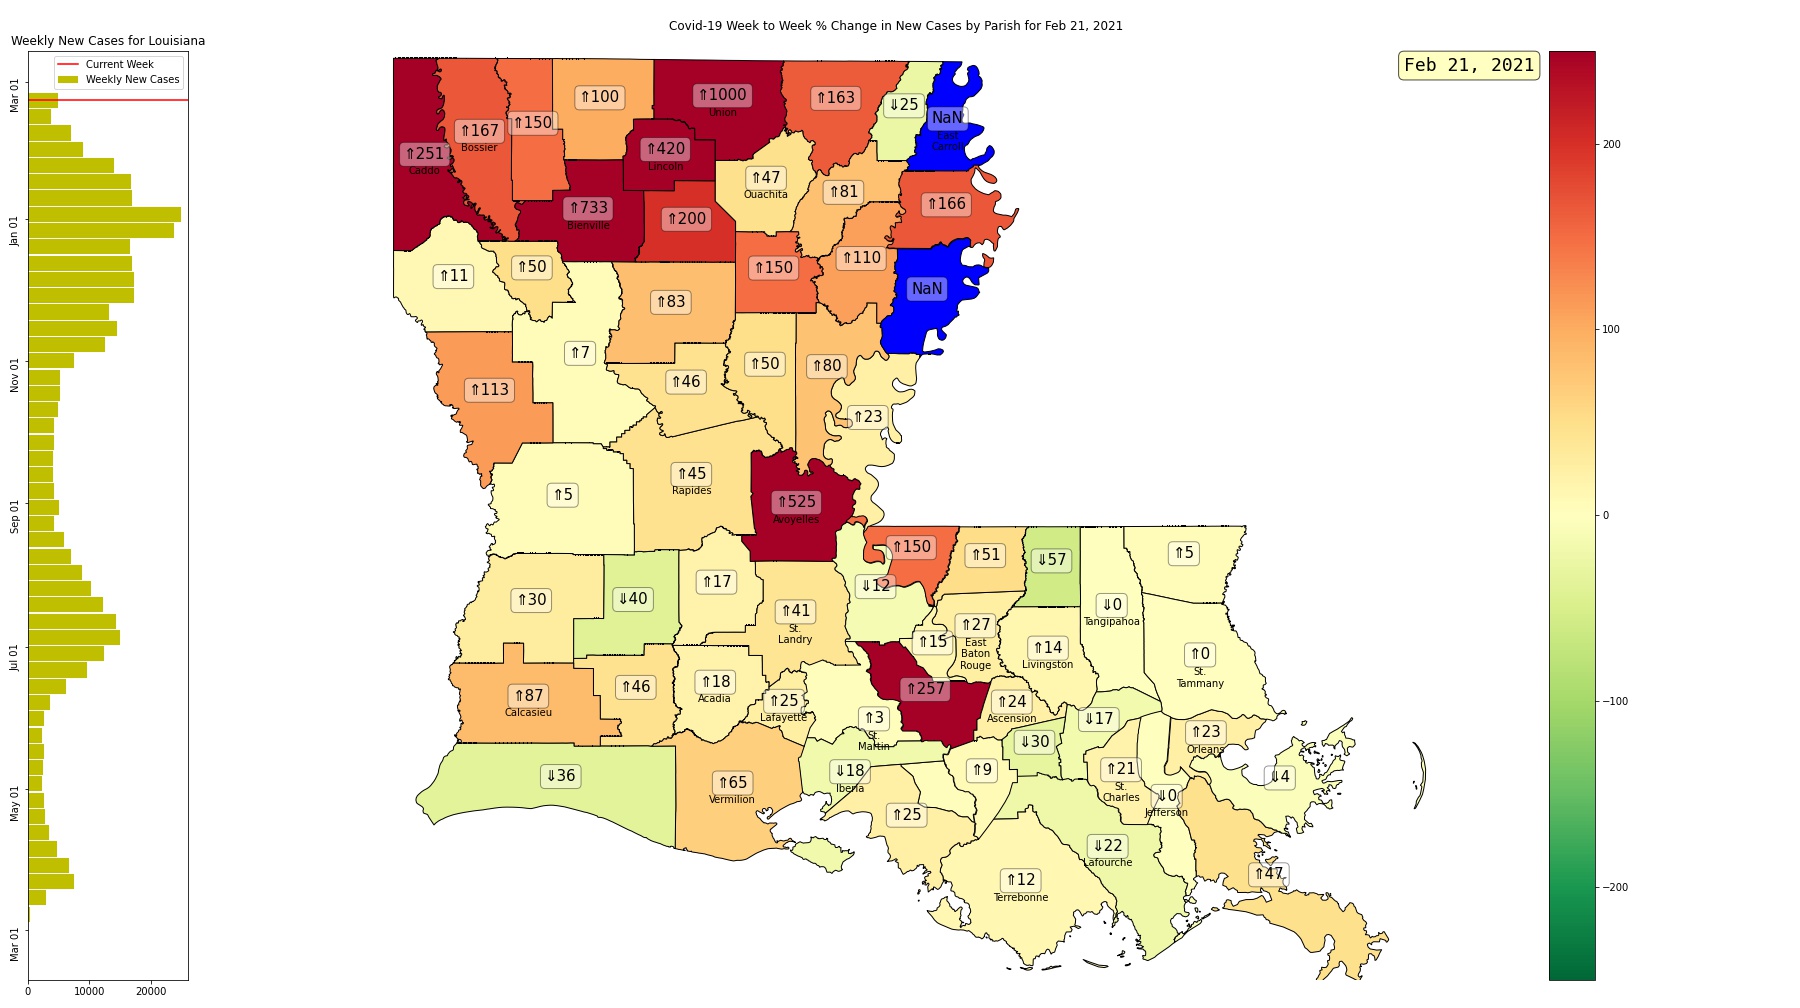 Covid-19 Week to Week % Change in New Cases by Parish for Feb 21, 2021
Weekly New Cases for Louisiana
Current Week
Weekly New Cases
Mar 01
Jan 01
Nov 01
Sep 01
Jul 01
May 01
Mar 01
0 10000 20000
Feb 21, 2021
200
100
0
−100
−200
⇑251
Caddo
⇑167
Bossier
⇑150
⇑100
⇑1000
Union
⇑163
⇓25
NaN
East
Carroll
⇑420
Lincoln
⇑47
Ouachita
⇑81
⇑166
⇑733
Bienville
⇑200
⇑11
⇑50
⇑150
⇑110
NaN
⇑83
⇑7
⇑113
⇑46
⇑50
⇑80
⇑23
⇑5
⇑45
Rapides
⇑525
Avoyelles
⇑150
⇑51
⇓57
⇑5
⇑30
⇓40
⇑17
⇓12
⇑41
St.
Landry
⇑15
⇑27
East
Baton
Rouge
⇑14
Livingston
⇓0
Tangipahoa
⇑0
St.
Tammany
⇑87
Calcasieu
⇑46
⇑18
Acadia
⇑25
Lafayette
⇑257
⇑3
St.
Martin
⇑24
Ascension
⇓17
⇓30
⇑23
Orleans
⇓36
⇑65
Vermilion
⇓18
Iberia
⇑9
⇑21
St.
Charles
⇓0
Jefferson
⇓4
⇑25
⇓22
Lafourche
⇑12
Terrebonne
⇑47